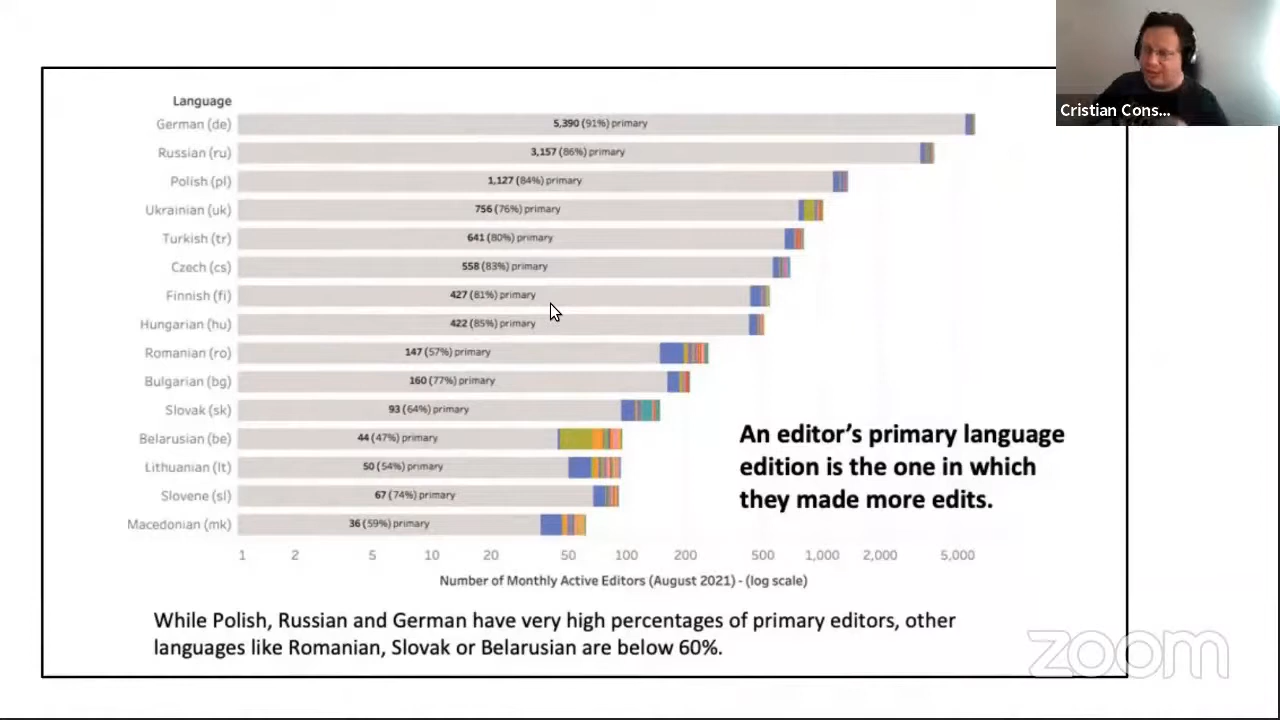 Cristian Cons...
Language
German (de) 5,390 (91%) primary
Russian (ru) 3,157 (86%) primary
Polish (pl) 1,127 (84%) primary
Ukrainian (uk) 756 (76%) primary
Turkish (tr) 641 (80%) primary
Czech (cs) 558 (83%) primary
Finnish (fi) 427 (81%) primary
Hungarian (hu) 422 (85%) primary
Romanian (ro) 147 (57%) primary
Bulgarian (bg) 160 (77%) primary
Slovak (sk) 93 (64%) primary
Belarusian (be) 44 (47%) primary
Lithuanian (lt) 50 (54%) primary
Slovene (sl) 67 (74%) primary
Macedonian (mk) 36 (59%) primary
An editor's primary language
edition is the one in which
they made more edits.
1 2 5 10 20 50 100 200 500 1,000 2,000 5,000
Number of Monthly Active Editors (August 2021) - (log scale)
While Polish, Russian and German have very high percentages of primary editors, other
languages like Romanian, Slovak or Belarusian are below 60%.
zoom